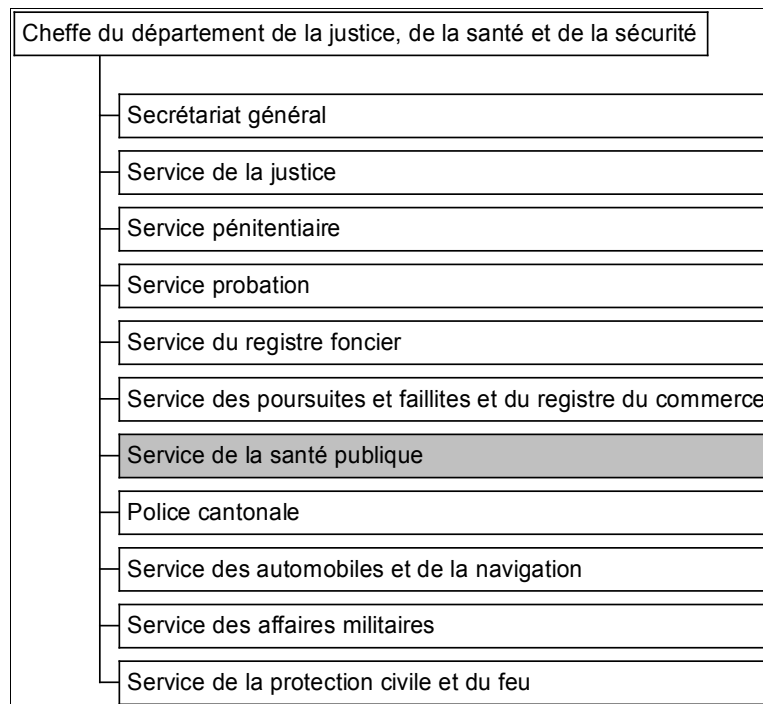 Cheffe du département de la justice, de la santé et de la sécurité
Secrétariat général
Service de la justice
Service pénitentiaire
Service probation
Service du registre foncier
Service des poursuites et faillites et du registre du commerce
Service de la santé publique
Police cantonale
Service des automobiles et de la navigation
Service des affaires militaires
Service de la protection civile et du feu